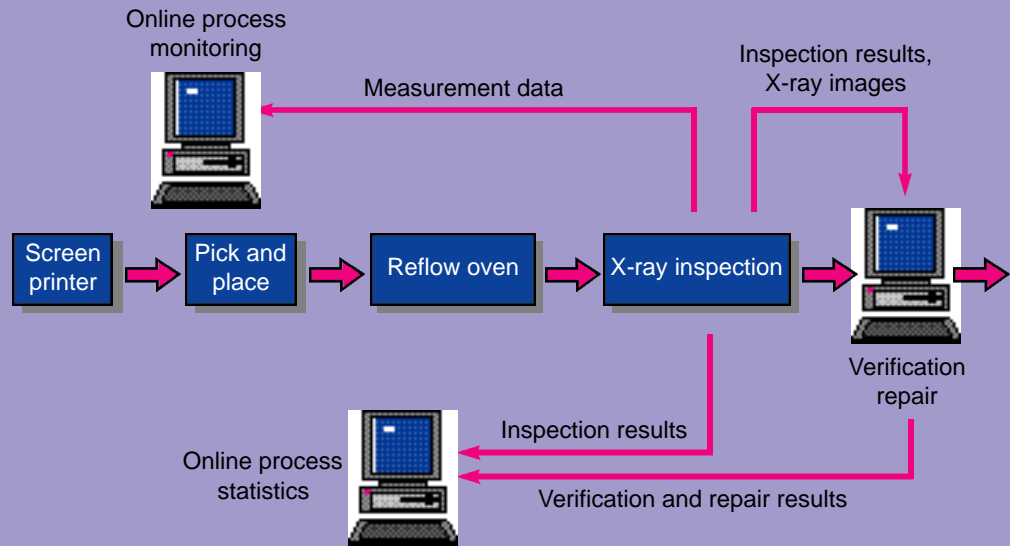 Online process
monitoring
Measurement data
Inspection results,
X-ray images
Screen
printer
Pick and
place
Reflow oven
X-ray inspection
Verification
repair
Online process
statistics
Inspection results
Verification and repair results